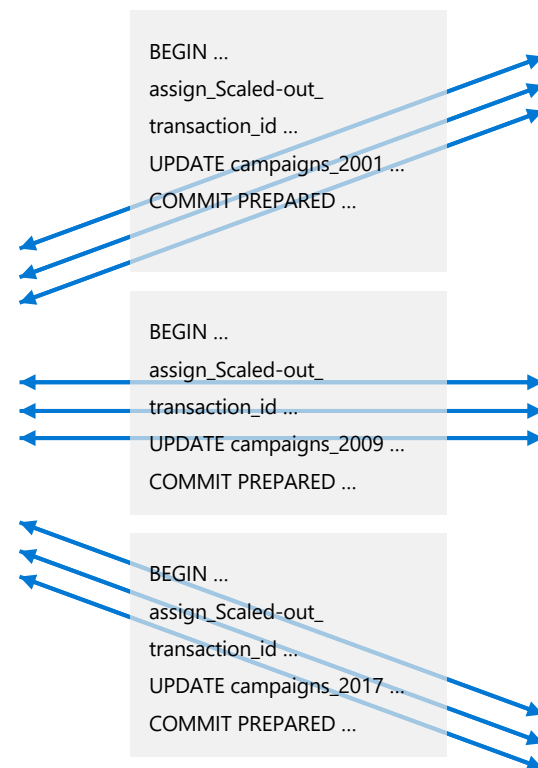 BEGIN ...
assign_Scaled-out_
transaction_id ...
UPDATE campaigns_2001 ...
COMMIT PREPARED ...
BEGIN ...
assign_Scaled-out_
transaction_id ...
UPDATE campaigns_2009 ...
COMMIT PREPARED ...
BEGIN ...
assign_Scaled-out_
transaction_id ...
UPDATE campaigns_2017 ...
COMMIT PREPARED ...